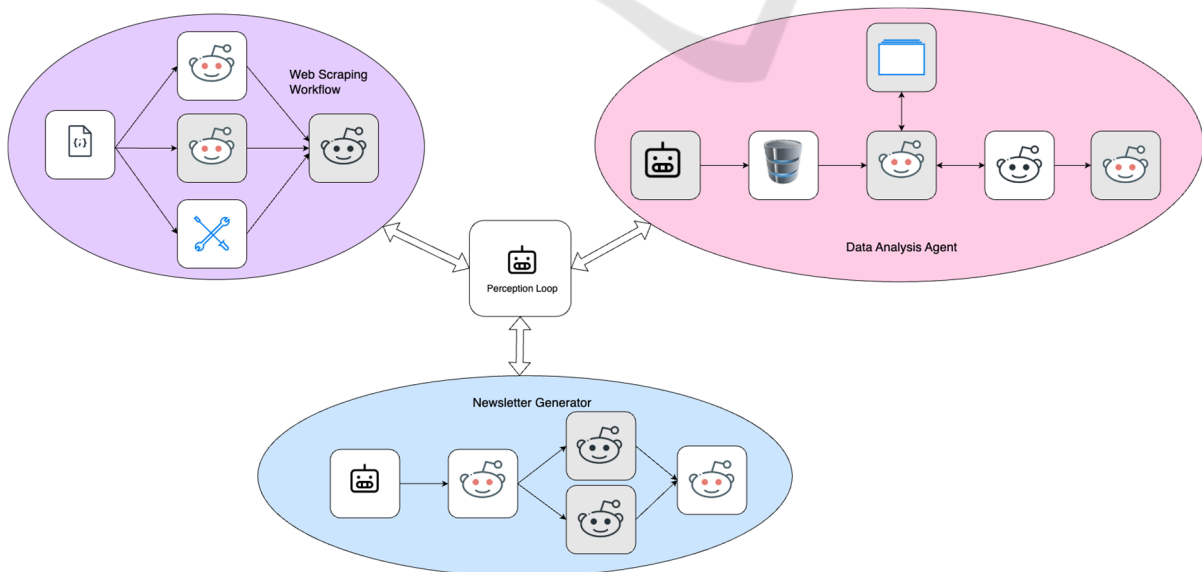 Web Scraping
Workflow
{;}
Data Analysis Agent
Perception Loop
Newsletter Generator